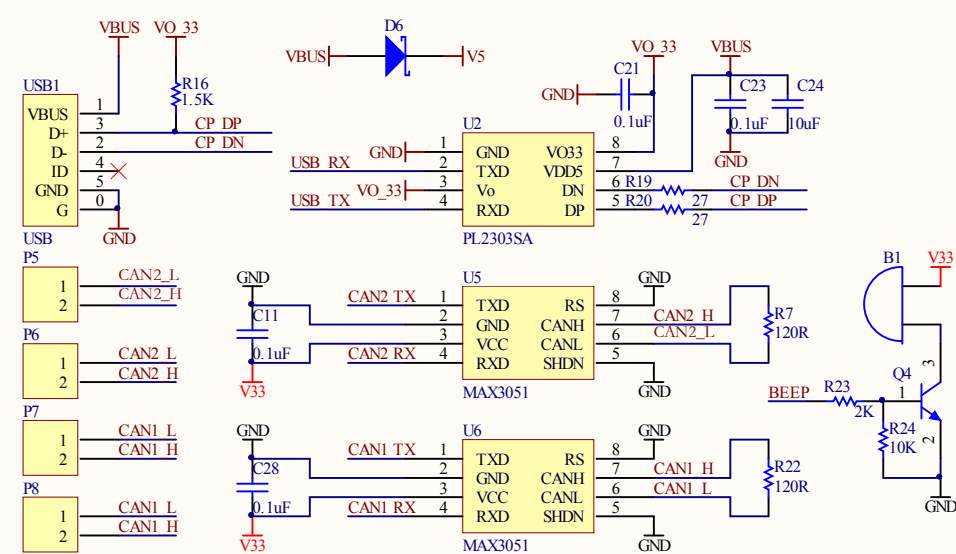 VBUS VO_33
USB1
VBUS 1
D+ 3 CP_DP
D- 2 CP_DN
ID 4
GND 5
G 0
USB
GND
R16
1.5K
D6
VBUS V5
VO_33 VBUS
C21
GND
0.1uF
C23 C24
0.1uF 10uF
GND
U2
GND 1 GND VO33 8
USB_RX 2 TXD VDD5 7
VO_33 3 Vo DN 6 R19 CP_DN
USB_TX 4 RXD DP 5 R20 27 CP_DP
27
PL2303SA
P5
1 CAN2_L
2 CAN2_H
P6
1 CAN2_L
2 CAN2_H
P7
1 CAN1_L
2 CAN1_H
P8
1 CAN1_L
2 CAN1_H
GND
C11
0.1uF
V33
U5
CAN2_TX 1 TXD RS 8 GND
2 GND CANH 7 CAN2_H
3 VCC CANL 6 CAN2_L
CAN2_RX 4 RXD SHDN 5
MAX3051
GND
R7
120R
GND
C28
0.1uF
V33
U6
CAN1_TX 1 TXD RS 8 GND
2 GND CANH 7 CAN1_H
3 VCC CANL 6 CAN1_L
CAN1_RX 4 RXD SHDN 5
MAX3051
GND
R22
120R
B1 V33
3
Q4
BEEP R23 1
2K
R24
10K
2
GND